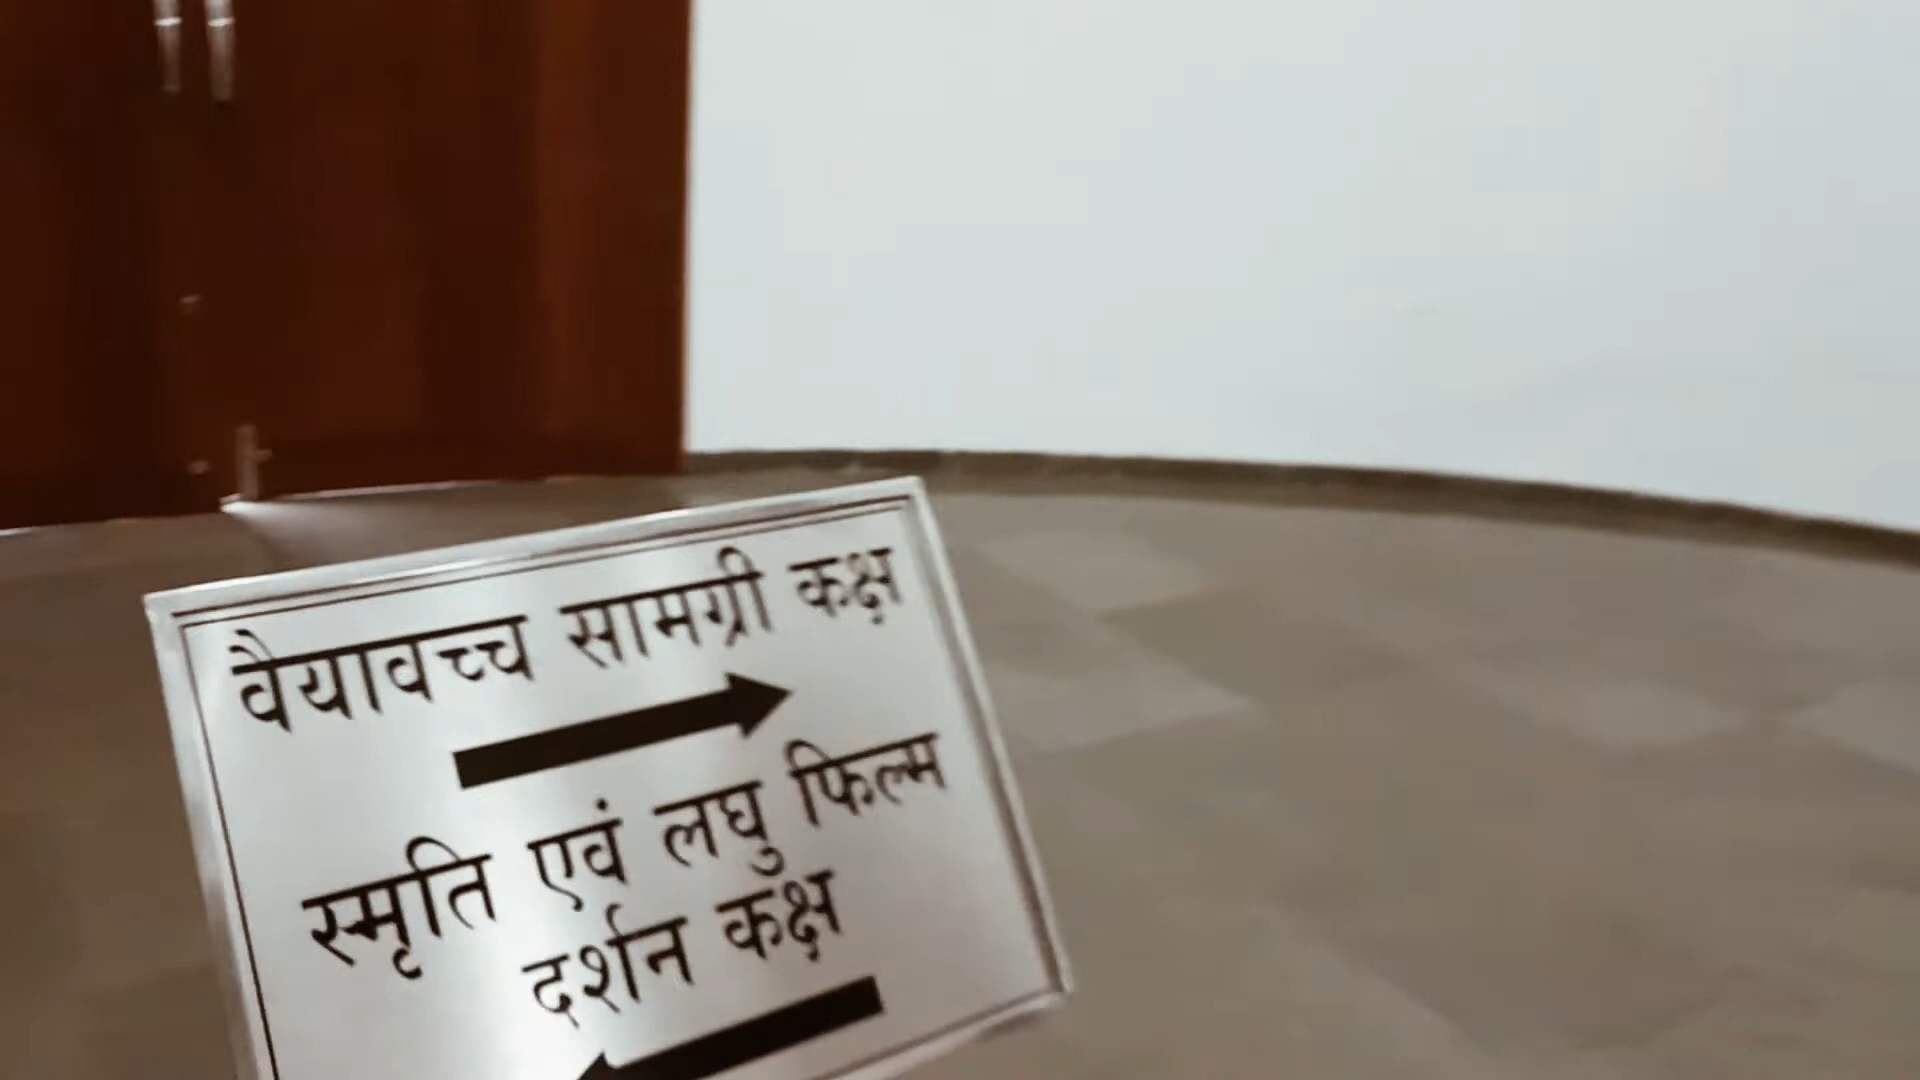 वैयावच्च सामग्री कक्ष
स्मृति एवं लघु फिल्म
दर्शन कक्ष